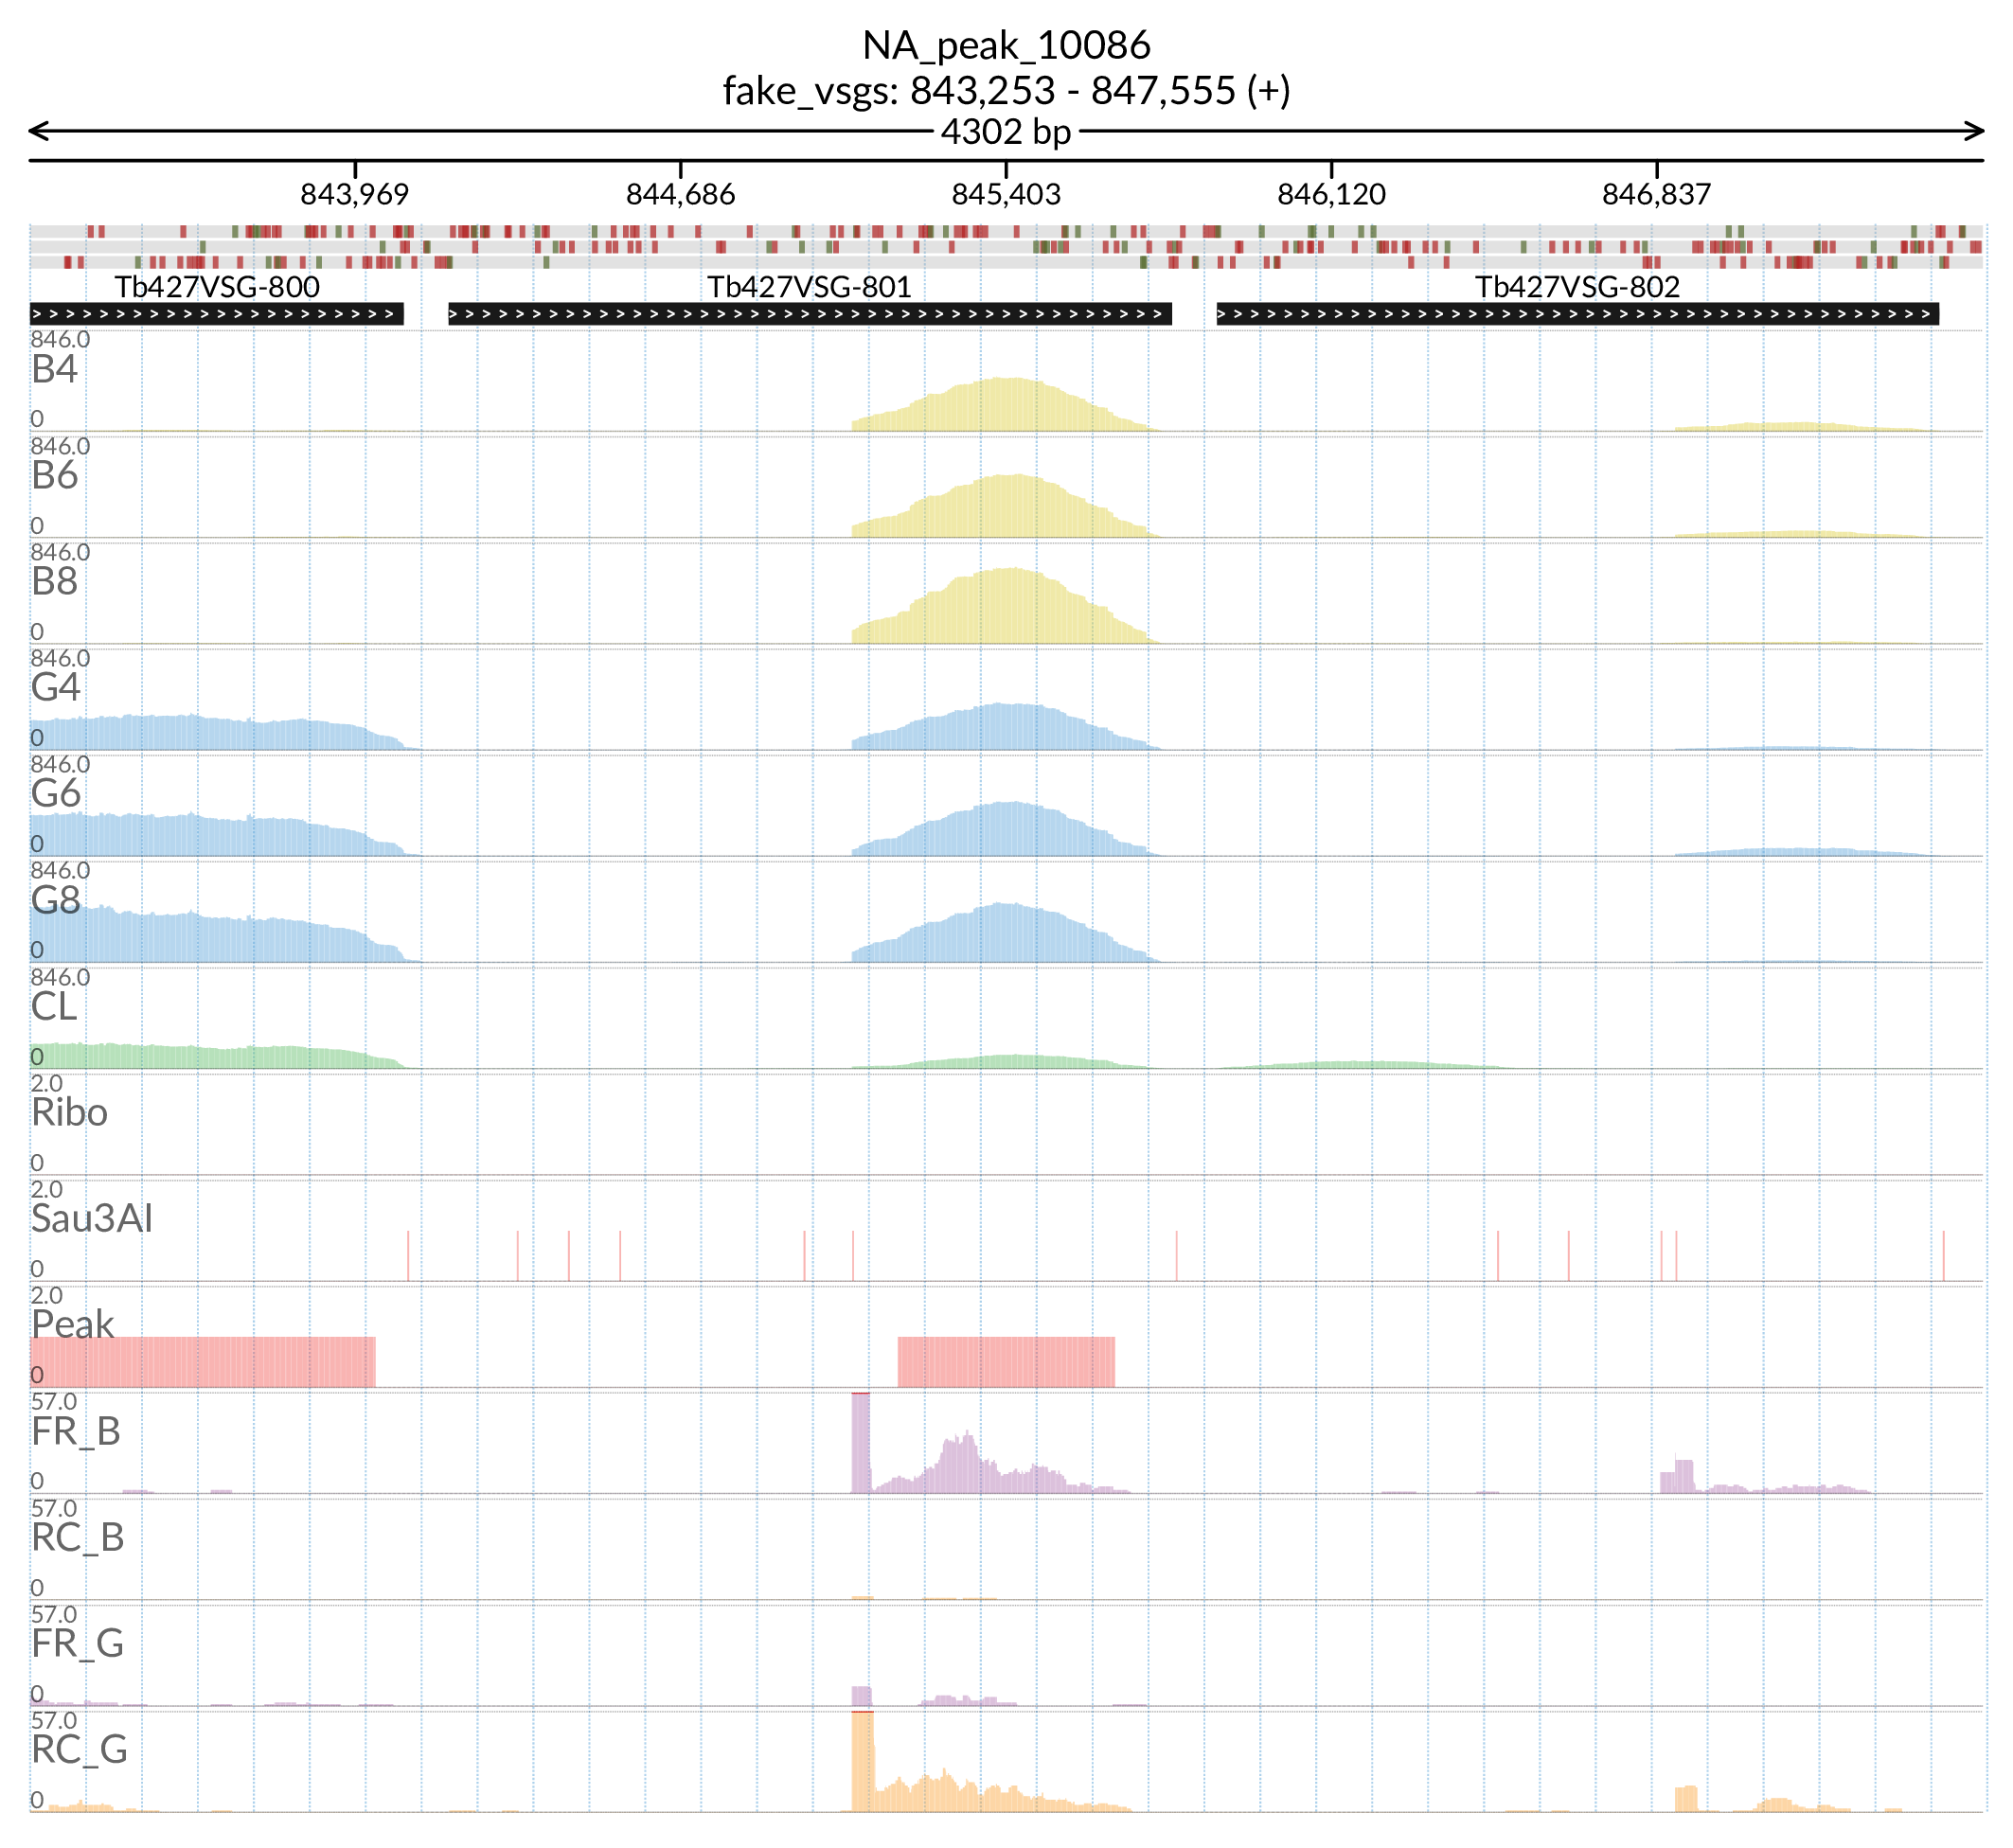 NA_peak_10086
fake_vsgs: 843,253 - 847,555 (+)
4302 bp
843,969 844,686 845,403 846,120 846,837
Tb427VSG-800 Tb427VSG-801 Tb427VSG-802
846.0
B4
0
846.0
B6
0
846.0
B8
0
846.0
G4
0
846.0
G6
0
846.0
G8
0
846.0
CL
0
2.0
Ribo
0
2.0
Sau3AI
0
2.0
Peak
0
57.0
FR_B
0
57.0
RC_B
0
57.0
FR_G
0
57.0
RC_G
0